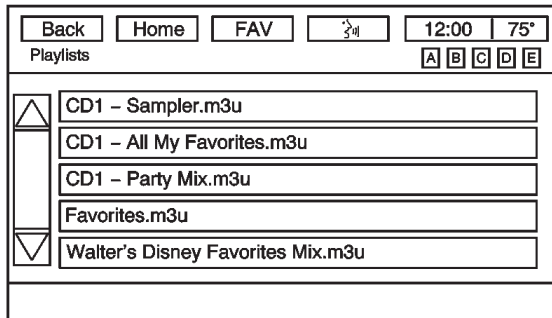 Back Home FAV 12:00 75°
Playlists A B C D E
CD1 – Sampler.m3u
CD1 – All My Favorites.m3u
CD1 – Party Mix.m3u
Favorites.m3u
Walter's Disney Favorites Mix.m3u